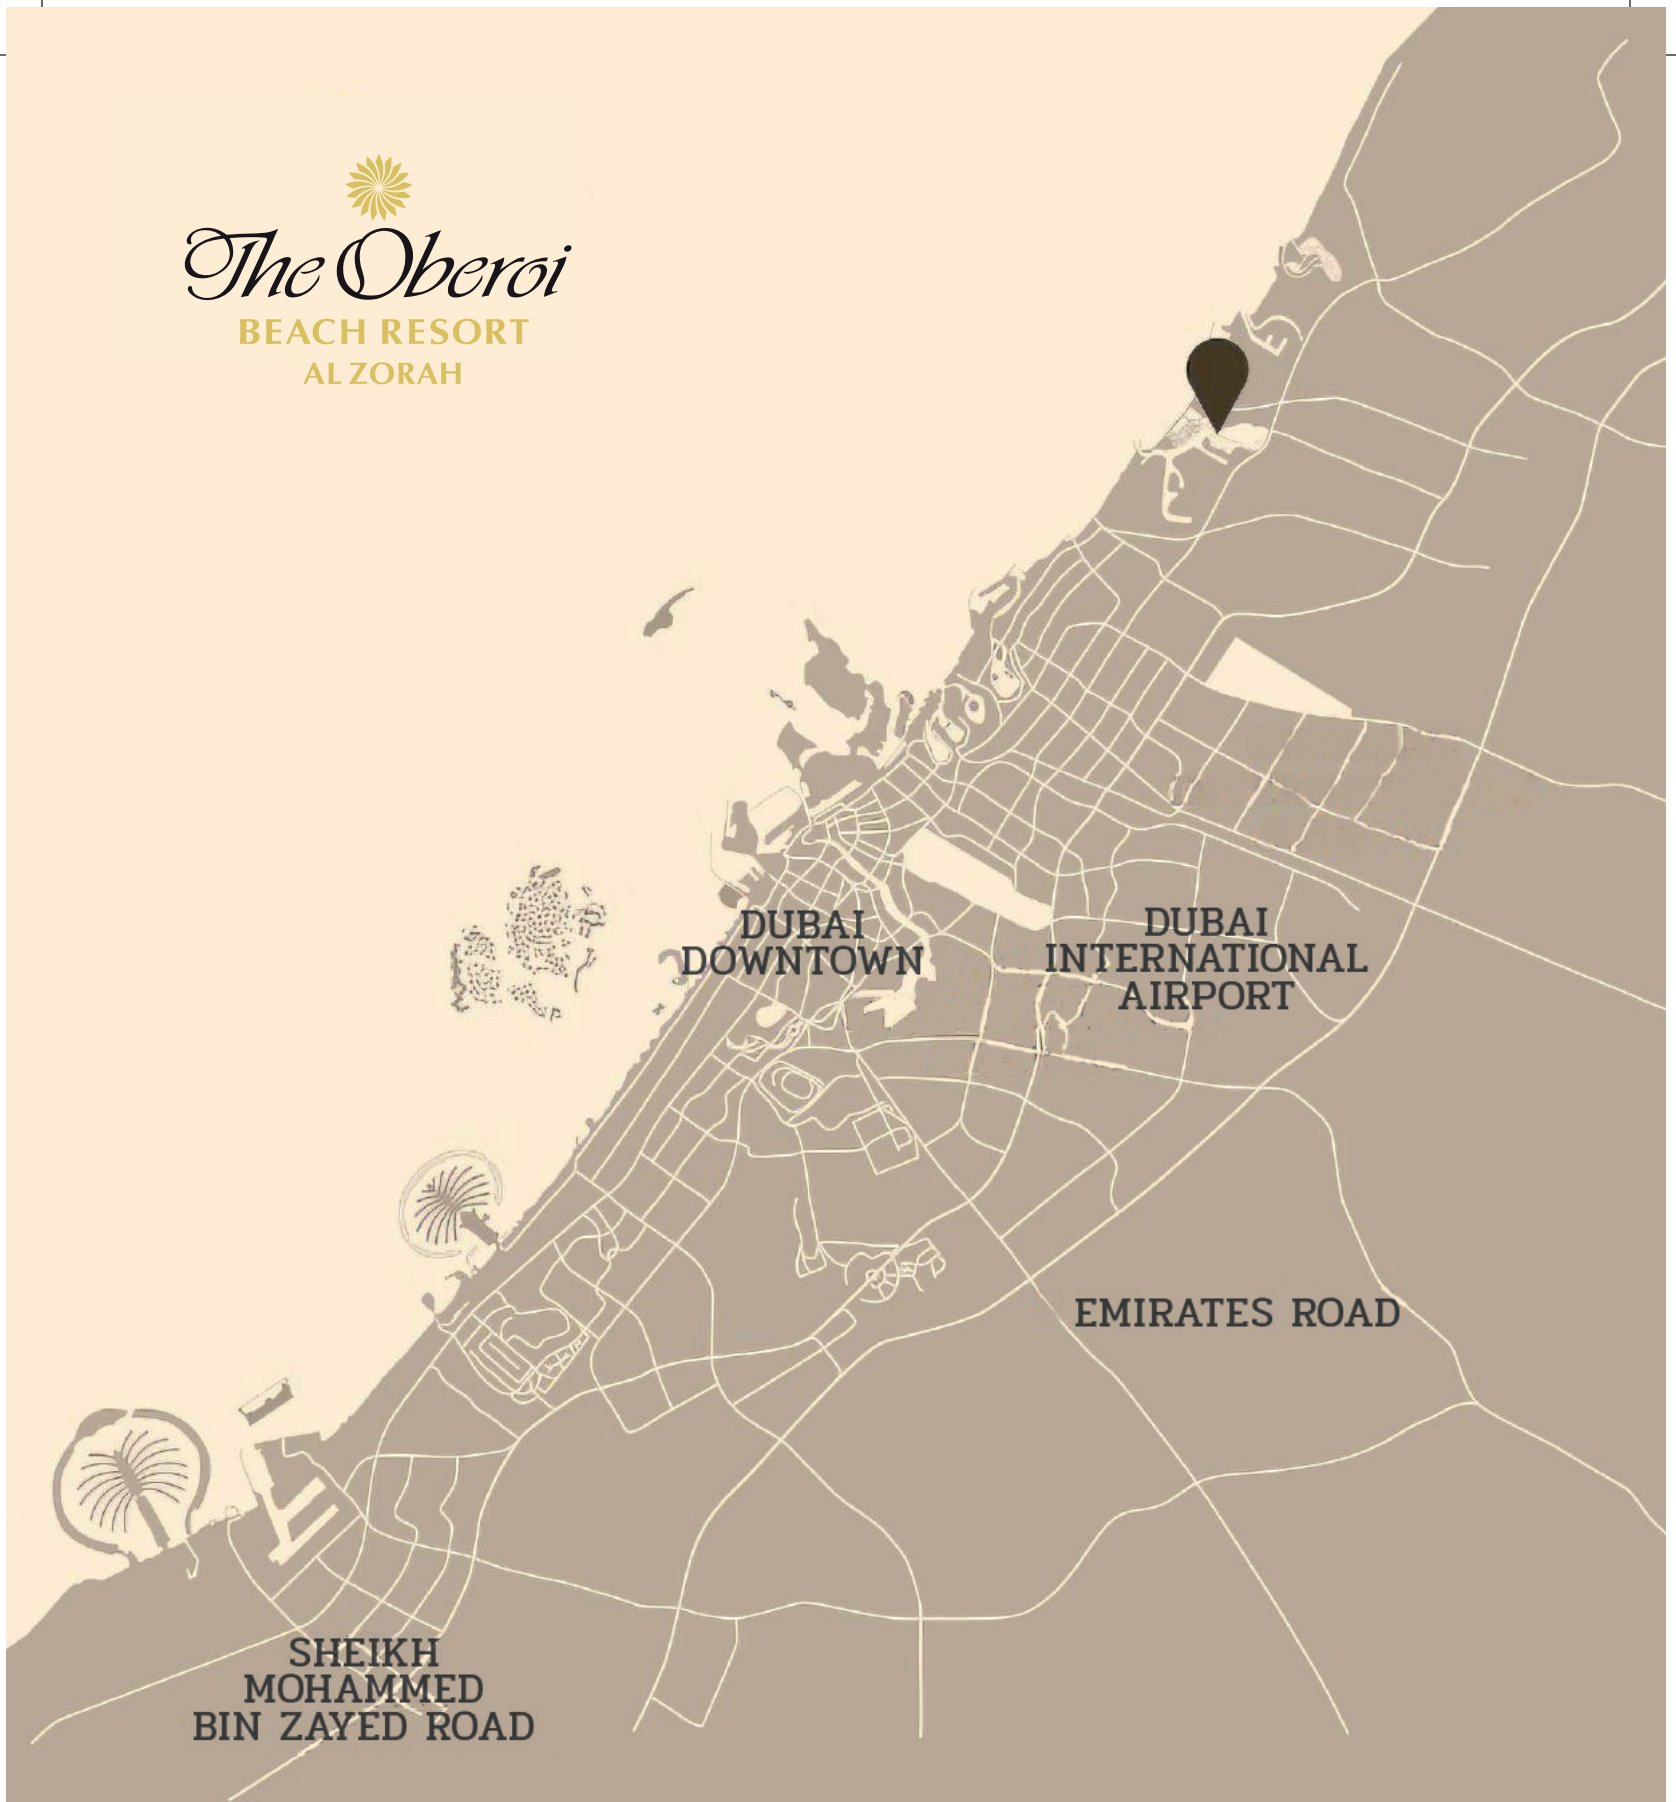 The Oberoi
BEACH RESORT
AL ZORAH
DUBAI
DOWNTOWN
DUBAI
INTERNATIONAL
AIRPORT
EMIRATES ROAD
SHEIKH
MOHAMMED
BIN ZAYED ROAD